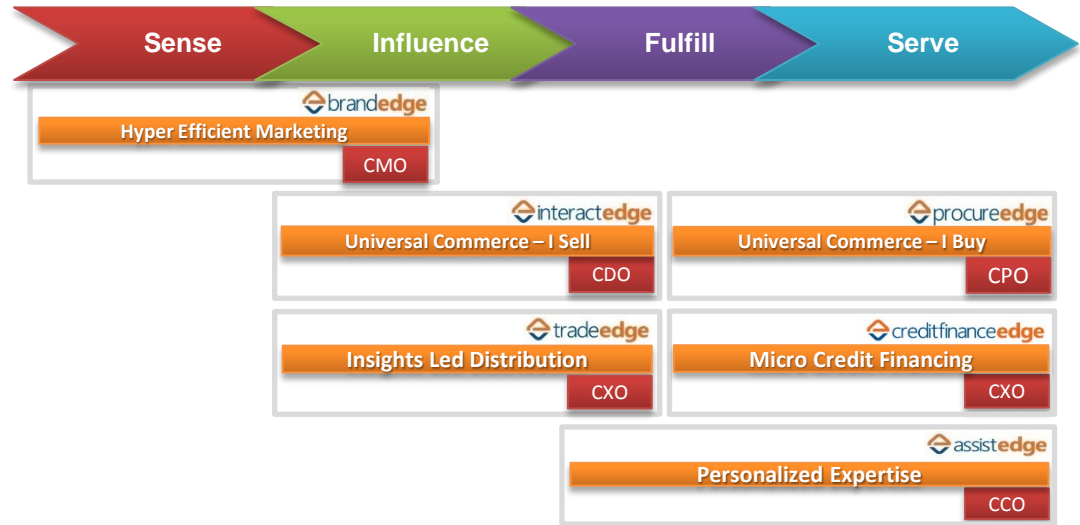 Sense Influence Fulfill Serve
brandedge
Hyper Efficient Marketing
CMO
interactedge
Universal Commerce – I Sell
CDO
procureedge
Universal Commerce – I Buy
CPO
tradeedge
Insights Led Distribution
CXO
creditfinanceedge
Micro Credit Financing
CXO
assistedge
Personalized Expertise
CCO